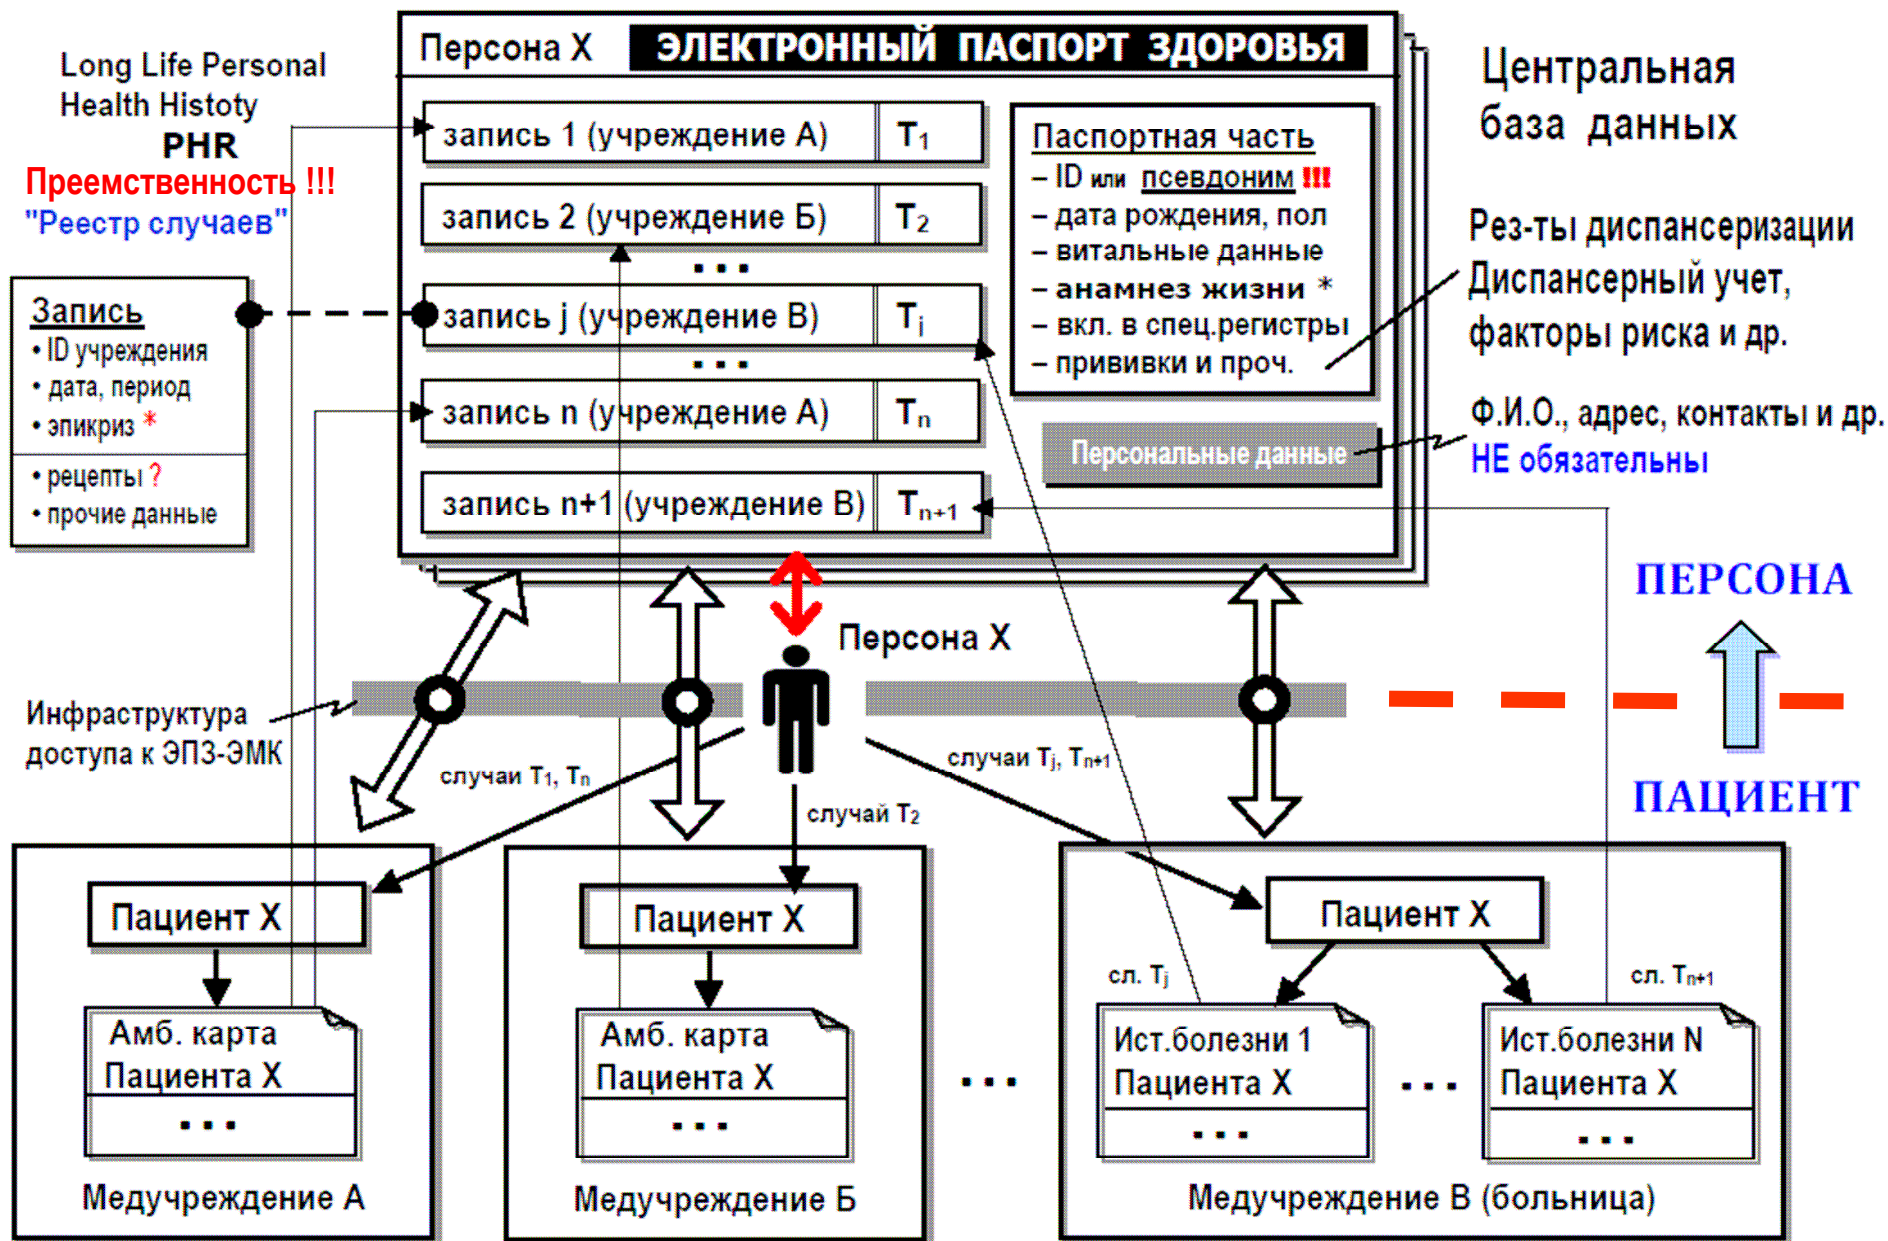 Long Life Personal
Health Histoty
PHR
Преемственность !!!
"Реестр случаев"
Персона X
ЭЛЕКТРОННЫЙ ПАСПОРТ ЗДОРОВЬЯ
Центральная
база данных
запись 1 (учреждение А) T1
запись 2 (учреждение Б) T2
...
запись j (учреждение В) Tj
...
запись n (учреждение А) Tn
запись n+1 (учреждение В) Tn+1
Паспортная часть
– ID или псевдоним !!!
– дата рождения, пол
– витальные данные
– анамнез жизни *
– вкл. в спец.регистры
– прививки и проч.
Персональные данные
Рез-ты диспансеризации
Диспансерный учет,
факторы риска и др.
Ф.И.О., адрес, контакты и др.
НЕ обязательны
Запись
• ID учреждения
• дата, период
• эпикриз *
• рецепты ?
• прочие данные
ПЕРСОНА
ПАЦИЕНТ
Персона X
Инфраструктура
доступа к ЭПЗ-ЭМК
случаи T1, Tn
случай T2
случаи Tj, Tn+1
Пациент X
Амб. карта
Пациента X
...
Медучреждение А
Пациент X
Амб. карта
Пациента X
...
Медучреждение Б
...
Пациент X
сл. Tj
сл. Tn+1
Ист.болезни 1
Пациента X
...
...
Ист.болезни N
Пациента X
...
Медучреждение В (больница)